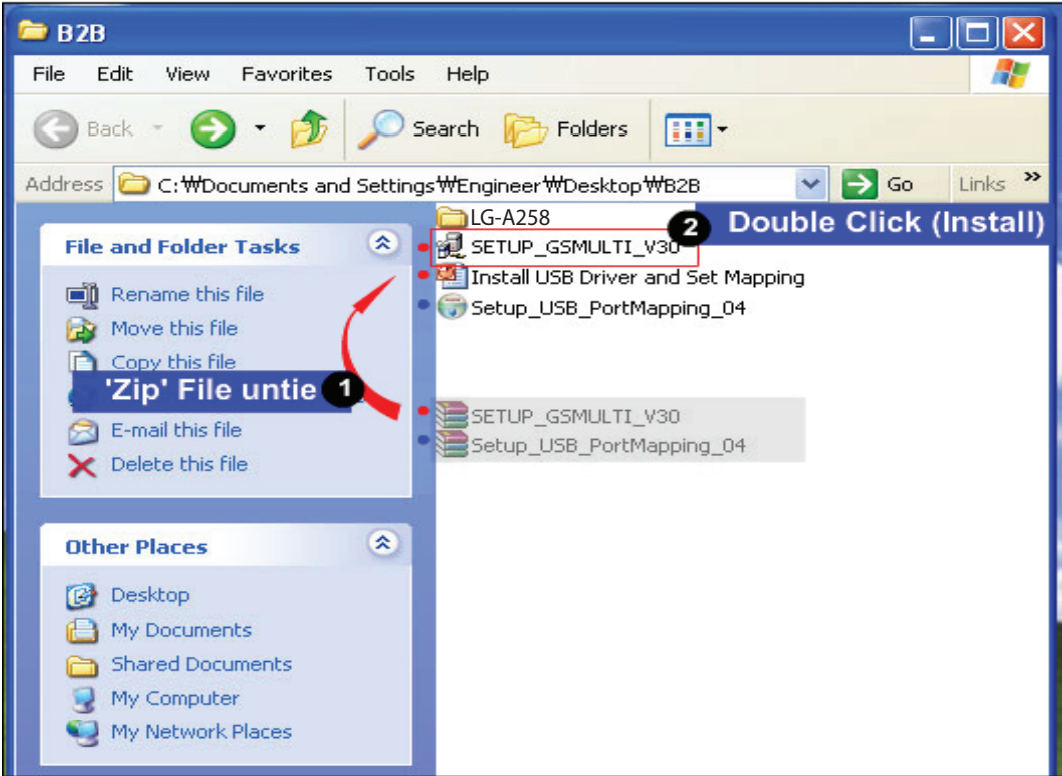 B2B
File Edit View Favorites Tools Help
Back Search Folders
Address C:₩Documents and Settings₩Engineer₩Desktop₩B2B Go Links »
LG-A258
2 Double Click (Install)
File and Folder Tasks
SETUP_GSMULTI_V30
Install USB Driver and Set Mapping
Rename this file
Setup_USB_PortMapping_04
Move this file
Copy this file
'Zip' File untie 1
SETUP_GSMULTI_V30
E-mail this file
Setup_USB_PortMapping_04
Delete this file
Other Places
Desktop
My Documents
Shared Documents
My Computer
My Network Places